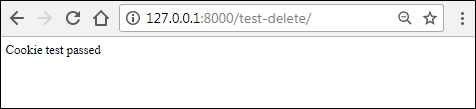 127.0.0.1:8000/test-delete/
Cookie test passed